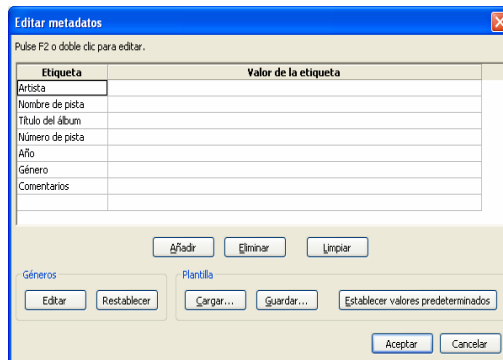 Editar metadatos
Pulse F2 o doble clic para editar.
Etiqueta Valor de la etiqueta
Artista
Nombre de pista
Título del álbum
Número de pista
Año
Género
Comentarios
Añadir Eliminar Limpiar
Géneros Plantilla
Editar Restablecer Cargar... Guardar... Establecer valores predeterminados
Aceptar Cancelar